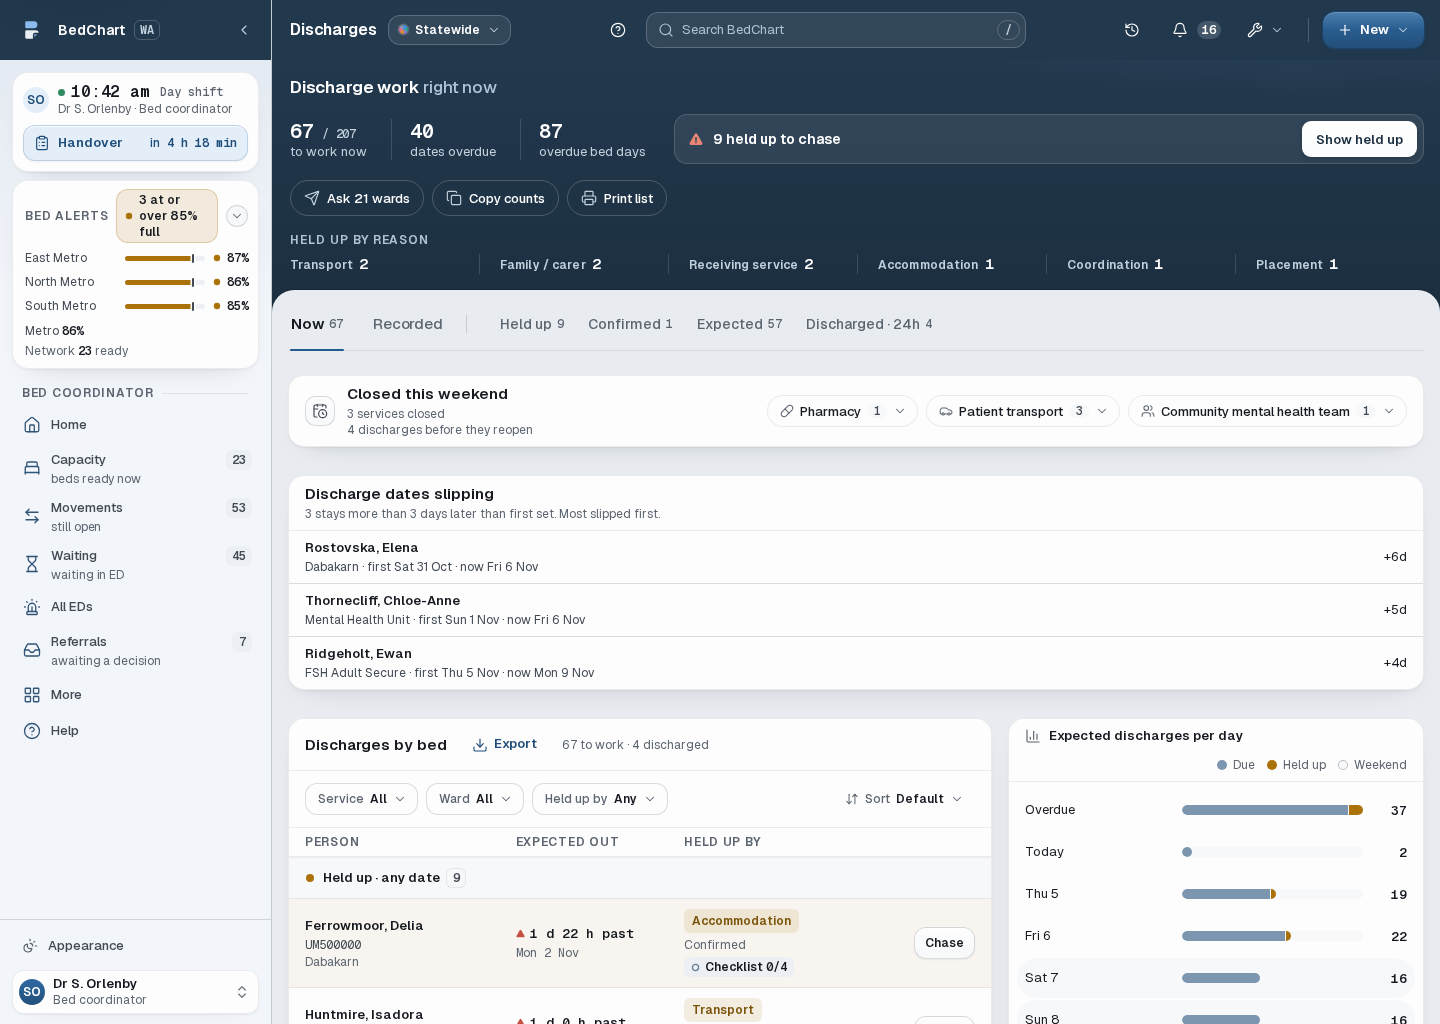 BedChart WA
SO
10:42 am Day shift
Dr S. Orlenby · Bed coordinator
Handover in 4 h 18 min
BED ALERTS
3 at or over 85% full
East Metro 87%
North Metro 86%
South Metro 85%
Metro 86%
Network 23 ready
BED COORDINATOR
Home
Capacity 23
beds ready now
Movements 53
still open
Waiting 45
waiting in ED
All EDs
Referrals 7
awaiting a decision
More
Help
Appearance
SO
Dr S. Orlenby
Bed coordinator
Discharges Statewide
Search BedChart /
16
New
Discharge work right now
67 / 207
to work now
40
dates overdue
87
overdue bed days
9 held up to chase
Show held up
Ask 21 wards
Copy counts
Print list
HELD UP BY REASON
Transport 2
Family / carer 2
Receiving service 2
Accommodation 1
Coordination 1
Placement 1
Now 67
Recorded
Held up 9
Confirmed 1
Expected 57
Discharged · 24h 4
Closed this weekend
3 services closed
4 discharges before they reopen
Pharmacy 1
Patient transport 3
Community mental health team 1
Discharge dates slipping
3 stays more than 3 days later than first set. Most slipped first.
Rostovska, Elena
Dabakarn · first Sat 31 Oct · now Fri 6 Nov
+6d
Thornecliff, Chloe-Anne
Mental Health Unit · first Sun 1 Nov · now Fri 6 Nov
+5d
Ridgeholt, Ewan
FSH Adult Secure · first Thu 5 Nov · now Mon 9 Nov
+4d
Discharges by bed
Export
67 to work · 4 discharged
Service All
Ward All
Held up by Any
Sort Default
PERSON EXPECTED OUT HELD UP BY
Held up · any date 9
Ferrowmoor, Delia
UM500000
Dabakarn
1 d 22 h past
Mon 2 Nov
Accommodation
Confirmed
Checklist 0/4
Chase
Huntmire, Isadora
1 d 0 h past
Transport
Expected discharges per day
Due Held up Weekend
Overdue 37
Today 2
Thu 5 19
Fri 6 22
Sat 7 16
Sun 8 16